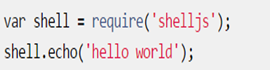 var shell = require('shelljs');
shell.echo('hello world');